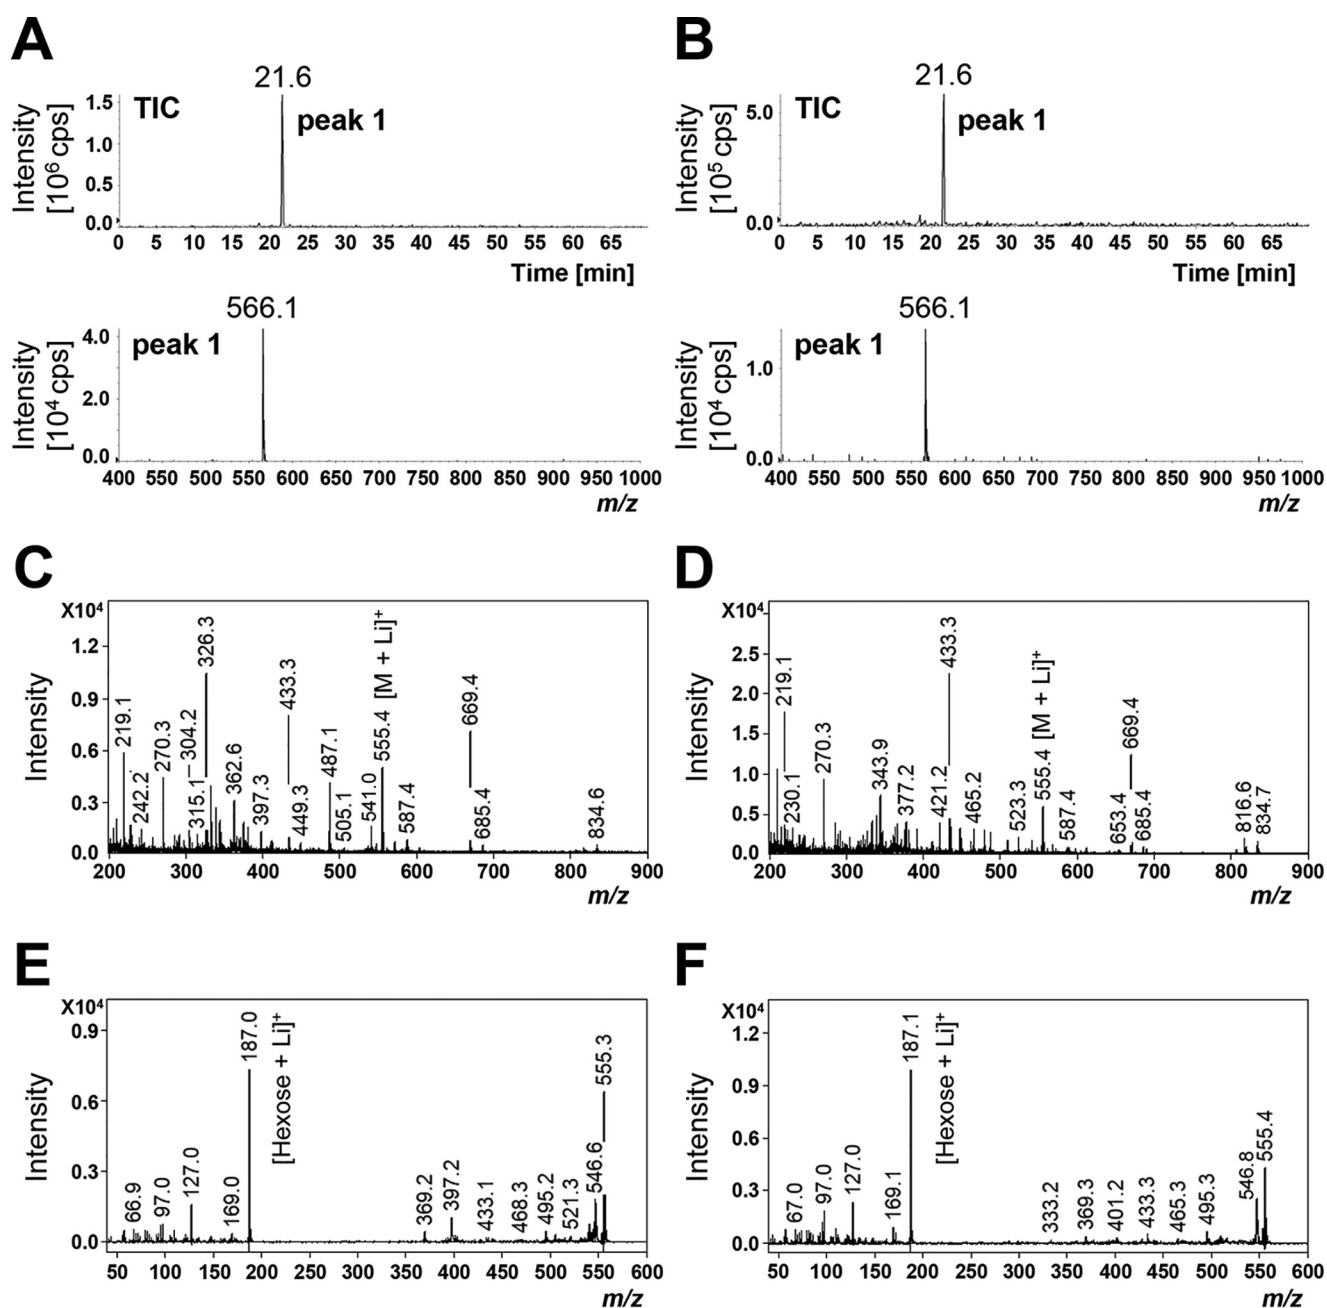 A
21.6
TIC
peak 1
Intensity
[10⁶ cps]
1.5
1.0
0.5
0.0
0 5 10 15 20 25 30 35 40 45 50 55 60 65
Time [min]
566.1
peak 1
Intensity
[10⁴ cps]
4.0
2.0
0.0
400 550 500 550 600 650 700 750 800 850 900 950 1000
m/z
B
21.6
TIC
peak 1
Intensity
[10⁵ cps]
5.0
0.0
0 5 10 15 20 25 30 35 40 45 50 55 60 65
Time [min]
566.1
peak 1
Intensity
[10⁴ cps]
1.0
0.0
400 550 500 550 600 650 700 750 800 850 900 950 1000
m/z
C
X10⁴
Intensity
1.2
0.9
0.6
0.3
0.0
219.1
242.2
270.3
304.2
315.1
326.3
362.6
397.3
433.3
449.3
487.1
505.1
541.0
555.4 [M + Li]⁺
587.4
669.4
685.4
834.6
200 300 400 500 600 700 800 900
m/z
D
X10⁴
Intensity
2.5
2.0
1.5
1.0
0.5
0.0
219.1
230.1
270.3
343.9
377.2
421.2
433.3
465.2
523.3
555.4 [M + Li]⁺
587.4
653.4
669.4
685.4
816.6
834.7
200 300 400 500 600 700 800 900
m/z
E
X10⁴
Intensity
0.9
0.6
0.3
0.0
66.9
97.0
127.0
169.0
187.0
[Hexose + Li]⁺
369.2
397.2
433.1
468.3
495.2
521.3
546.6
555.3
50 100 150 200 250 300 350 400 450 500 550 600
m/z
F
X10⁴
Intensity
1.2
0.9
0.6
0.3
0.0
67.0
97.0
127.0
169.1
187.1
[Hexose + Li]⁺
333.2
369.3
401.2
433.3
465.3
495.3
546.8
555.4
50 100 150 200 250 300 350 400 450 500 550 600
m/z